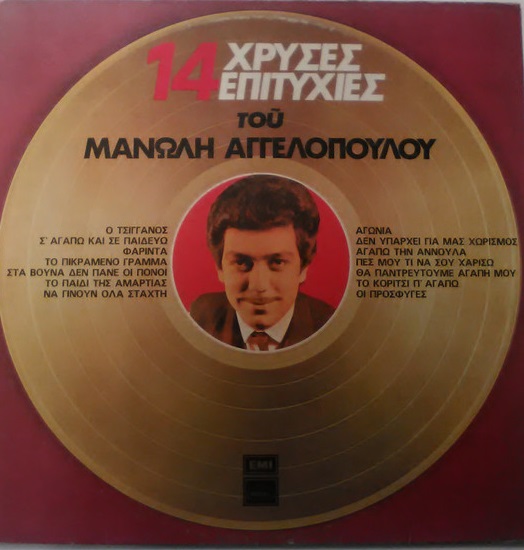 14 ΧΡΥΣΕΣ
ΕΠΙΤΥΧΙΕΣ
τοῦ
ΜΑΝΩΛΗ ΑΓΓΕΛΟΠΟΥΛΟΥ
Ο ΤΣΙΓΓΑΝΟΣ
Σ' ΑΓΑΠΩ ΚΑΙ ΣΕ ΠΑΙΔΕΥΩ
ΦΑΡΙΝΤΑ
ΤΟ ΠΙΚΡΑΜΕΝΟ ΓΡΑΜΜΑ
ΣΤΑ ΒΟΥΝΑ ΔΕΝ ΠΑΝΕ ΟΙ ΠΟΝΟΙ
ΤΟ ΠΑΙΔΙ ΤΗΣ ΑΜΑΡΤΙΑΣ
ΝΑ ΓΙΝΟΥΝ ΟΛΑ ΣΤΑΧΤΗ
ΑΓΩΝΙΑ
ΔΕΝ ΥΠΑΡΧΕΙ ΓΙΑ ΜΑΣ ΧΩΡΙΣΜΟΣ
ΑΓΑΠΩ ΤΗΝ ΑΝΝΟΥΛΑ
ΠΕΣ ΜΟΥ ΤΙ ΝΑ ΣΟΥ ΧΑΡΙΣΩ
ΘΑ ΠΑΝΤΡΕΥΤΟΥΜΕ ΑΓΑΠΗ ΜΟΥ
ΤΟ ΚΟΡΙΤΣΙ Π' ΑΓΑΠΩ
ΟΙ ΠΡΟΣΦΥΓΕΣ
EMI